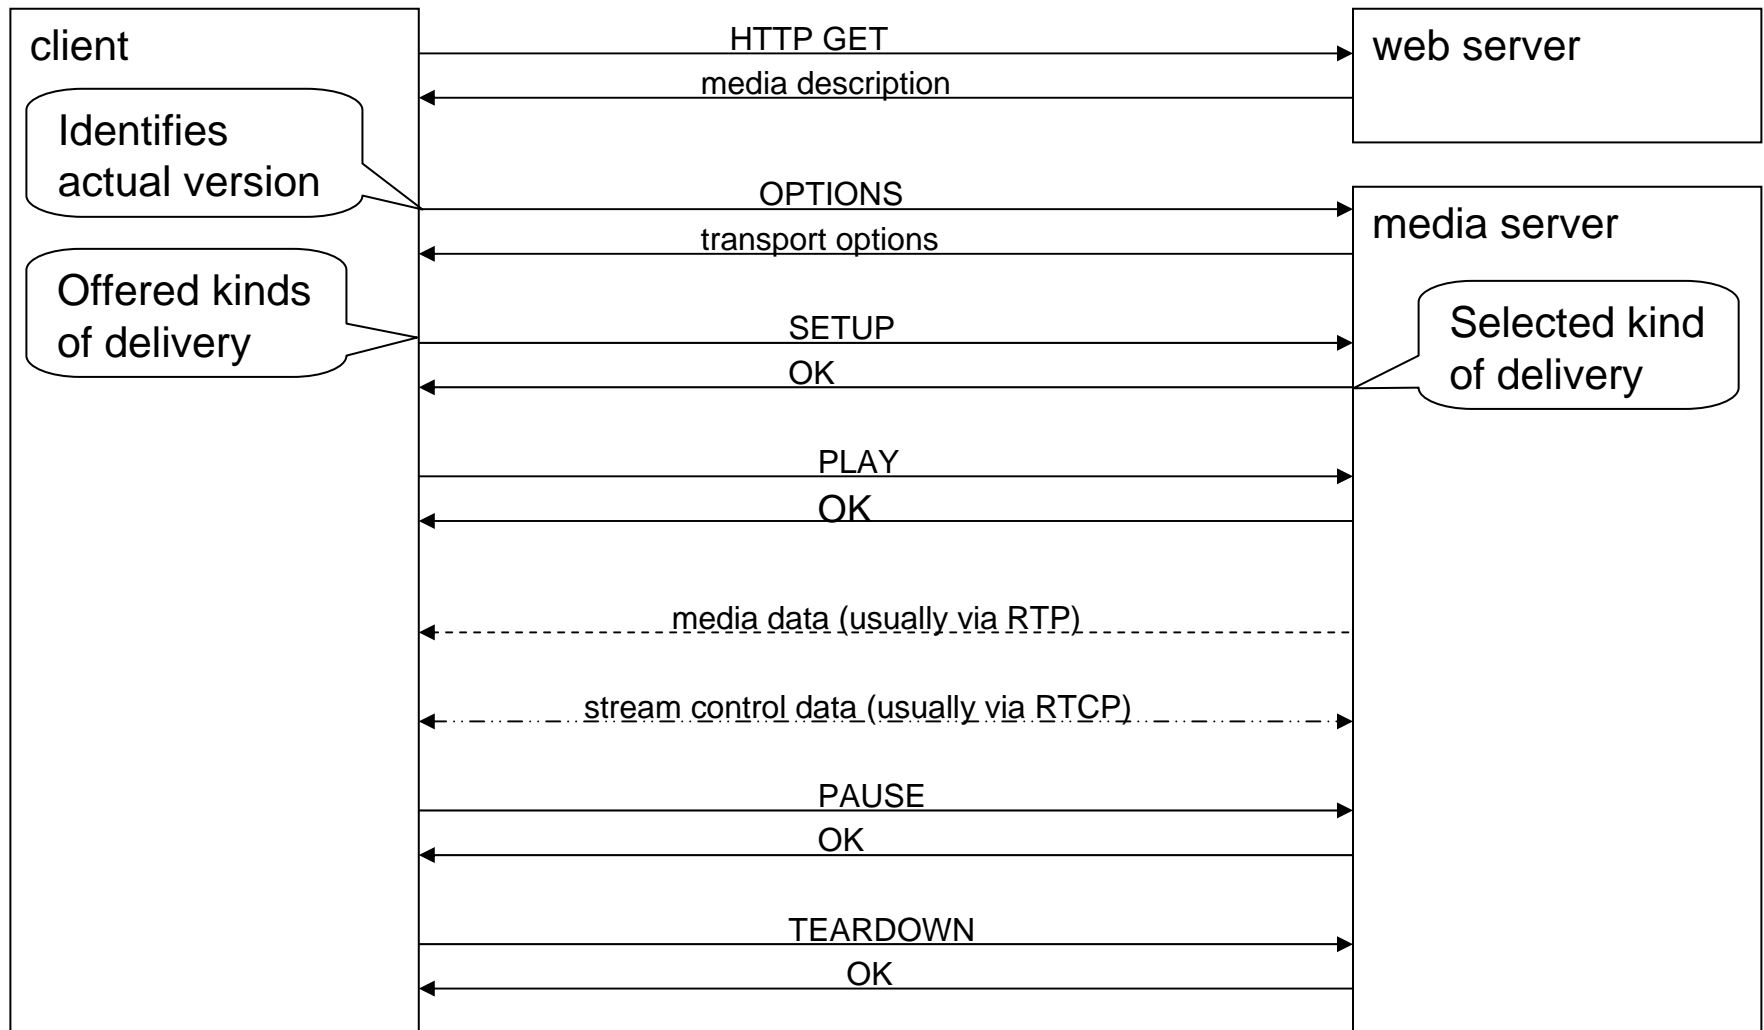 client
HTTP GET
web server
media description
Identifies
actual version
OPTIONS
media server
transport options
Offered kinds
of delivery
SETUP
Selected kind
of delivery
OK
PLAY
OK
media data (usually via RTP)
stream control data (usually via RTCP)
PAUSE
OK
TEARDOWN
OK